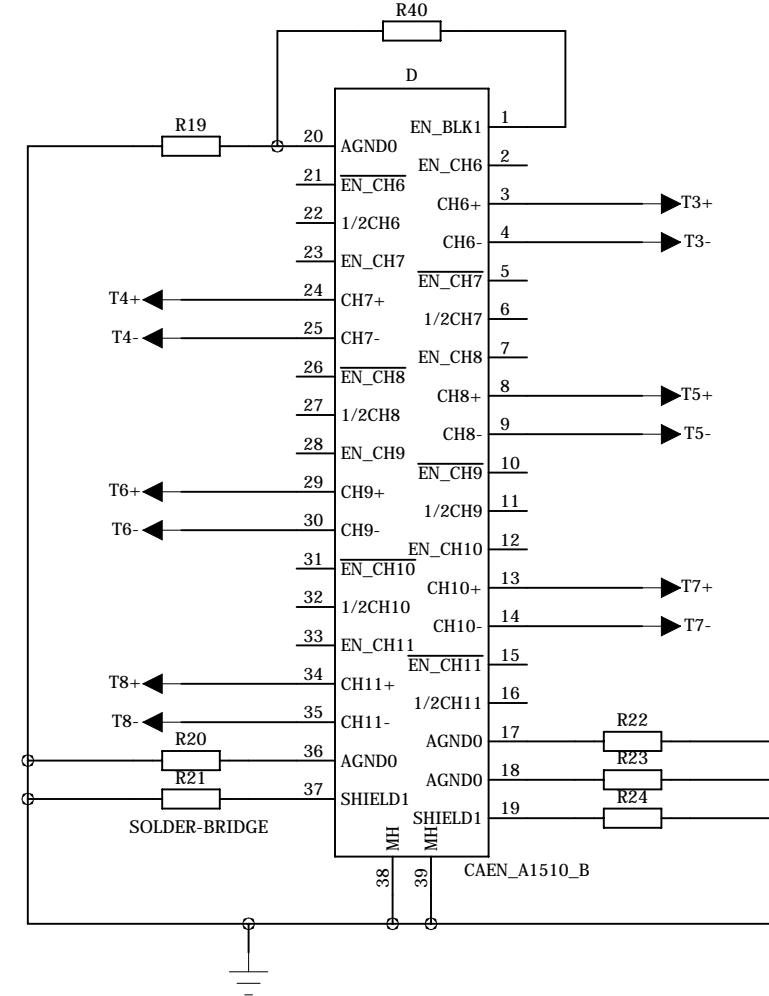 R40
D
R19
20 AGND0
EN_BLK1 1
21 EN_CH6
EN_CH6 2
22 1/2CH6
CH6+ 3 T3+
23 EN_CH7
CH6- 4 T3-
T4+ 24 CH7+
EN_CH7 5
T4- 25 CH7-
1/2CH7 6
26 EN_CH8
EN_CH8 7
27 1/2CH8
CH8+ 8 T5+
28 EN_CH9
CH8- 9 T5-
T6+ 29 CH9+
EN_CH9 10
T6- 30 CH9-
1/2CH9 11
31 EN_CH10
EN_CH10 12
32 1/2CH10
CH10+ 13 T7+
33 EN_CH11
CH10- 14 T7-
T8+ 34 CH11+
EN_CH11 15
T8- 35 CH11-
1/2CH11 16
R20
36 AGND0
AGND0 17
R22
R21
37 SHIELD1
AGND0 18
R23
SOLDER-BRIDGE
SHIELD1 19
R24
MH
MH
38
39
CAEN_A1510_B